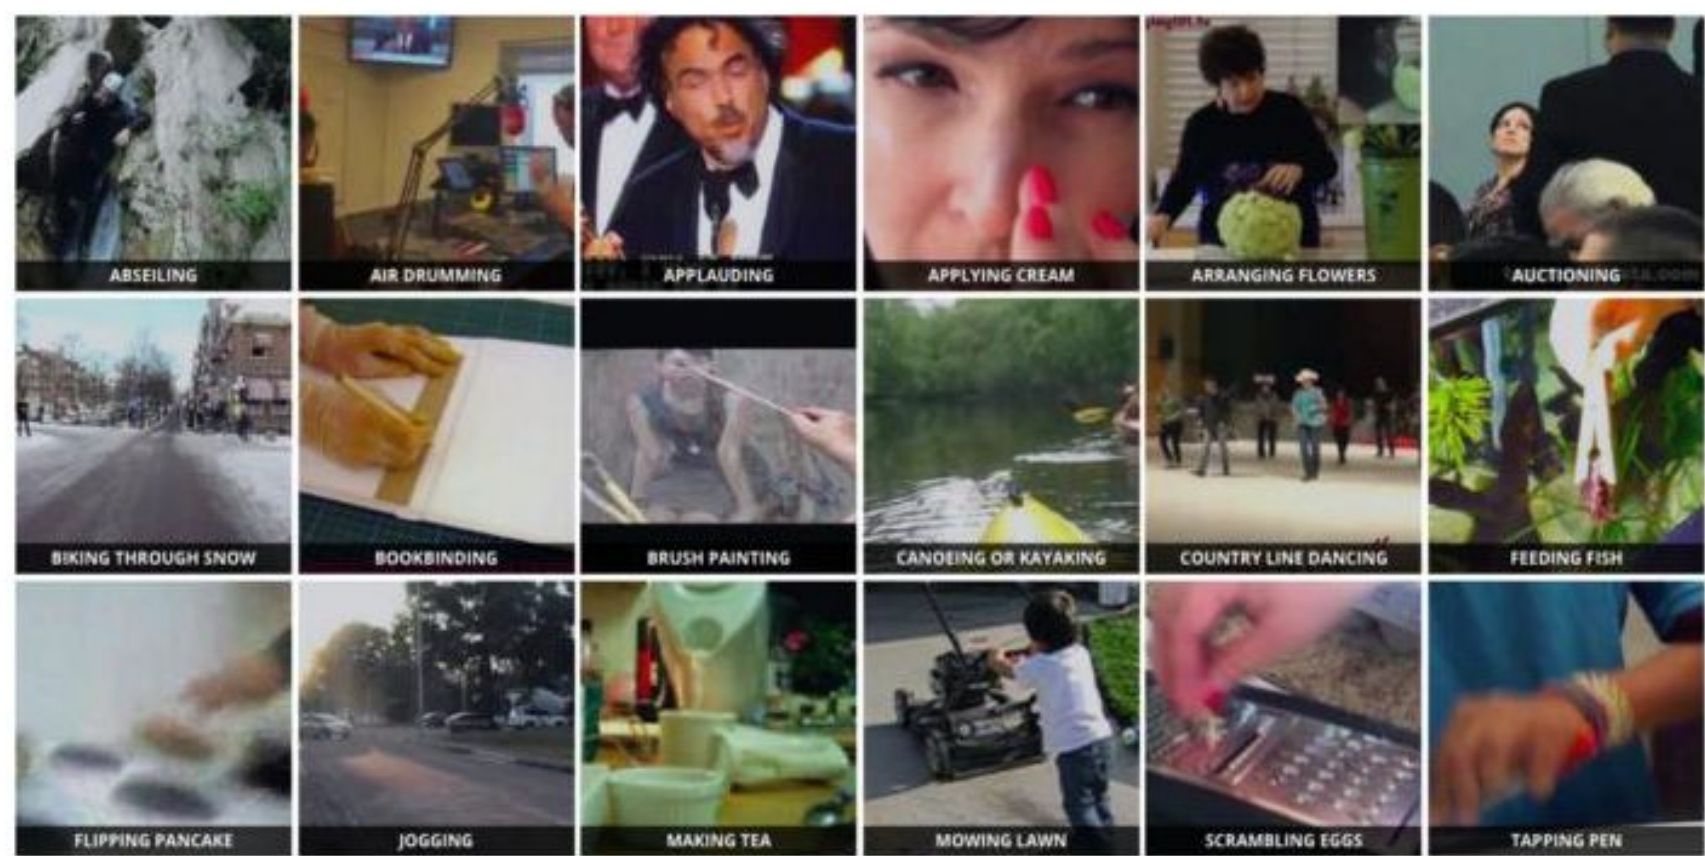 ABSEILING
AIR DRUMMING
APPLAUDING
APPLYING CREAM
ARRANGING FLOWERS
AUCTIONING
BIKING THROUGH SNOW
BOOKBINDING
BRUSH PAINTING
CANOEING OR KAYAKING
COUNTRY LINE DANCING
FEEDING FISH
FLIPPING PANCAKE
JOGGING
MAKING TEA
MOWING LAWN
SCRAMBLING EGGS
TAPPING PEN